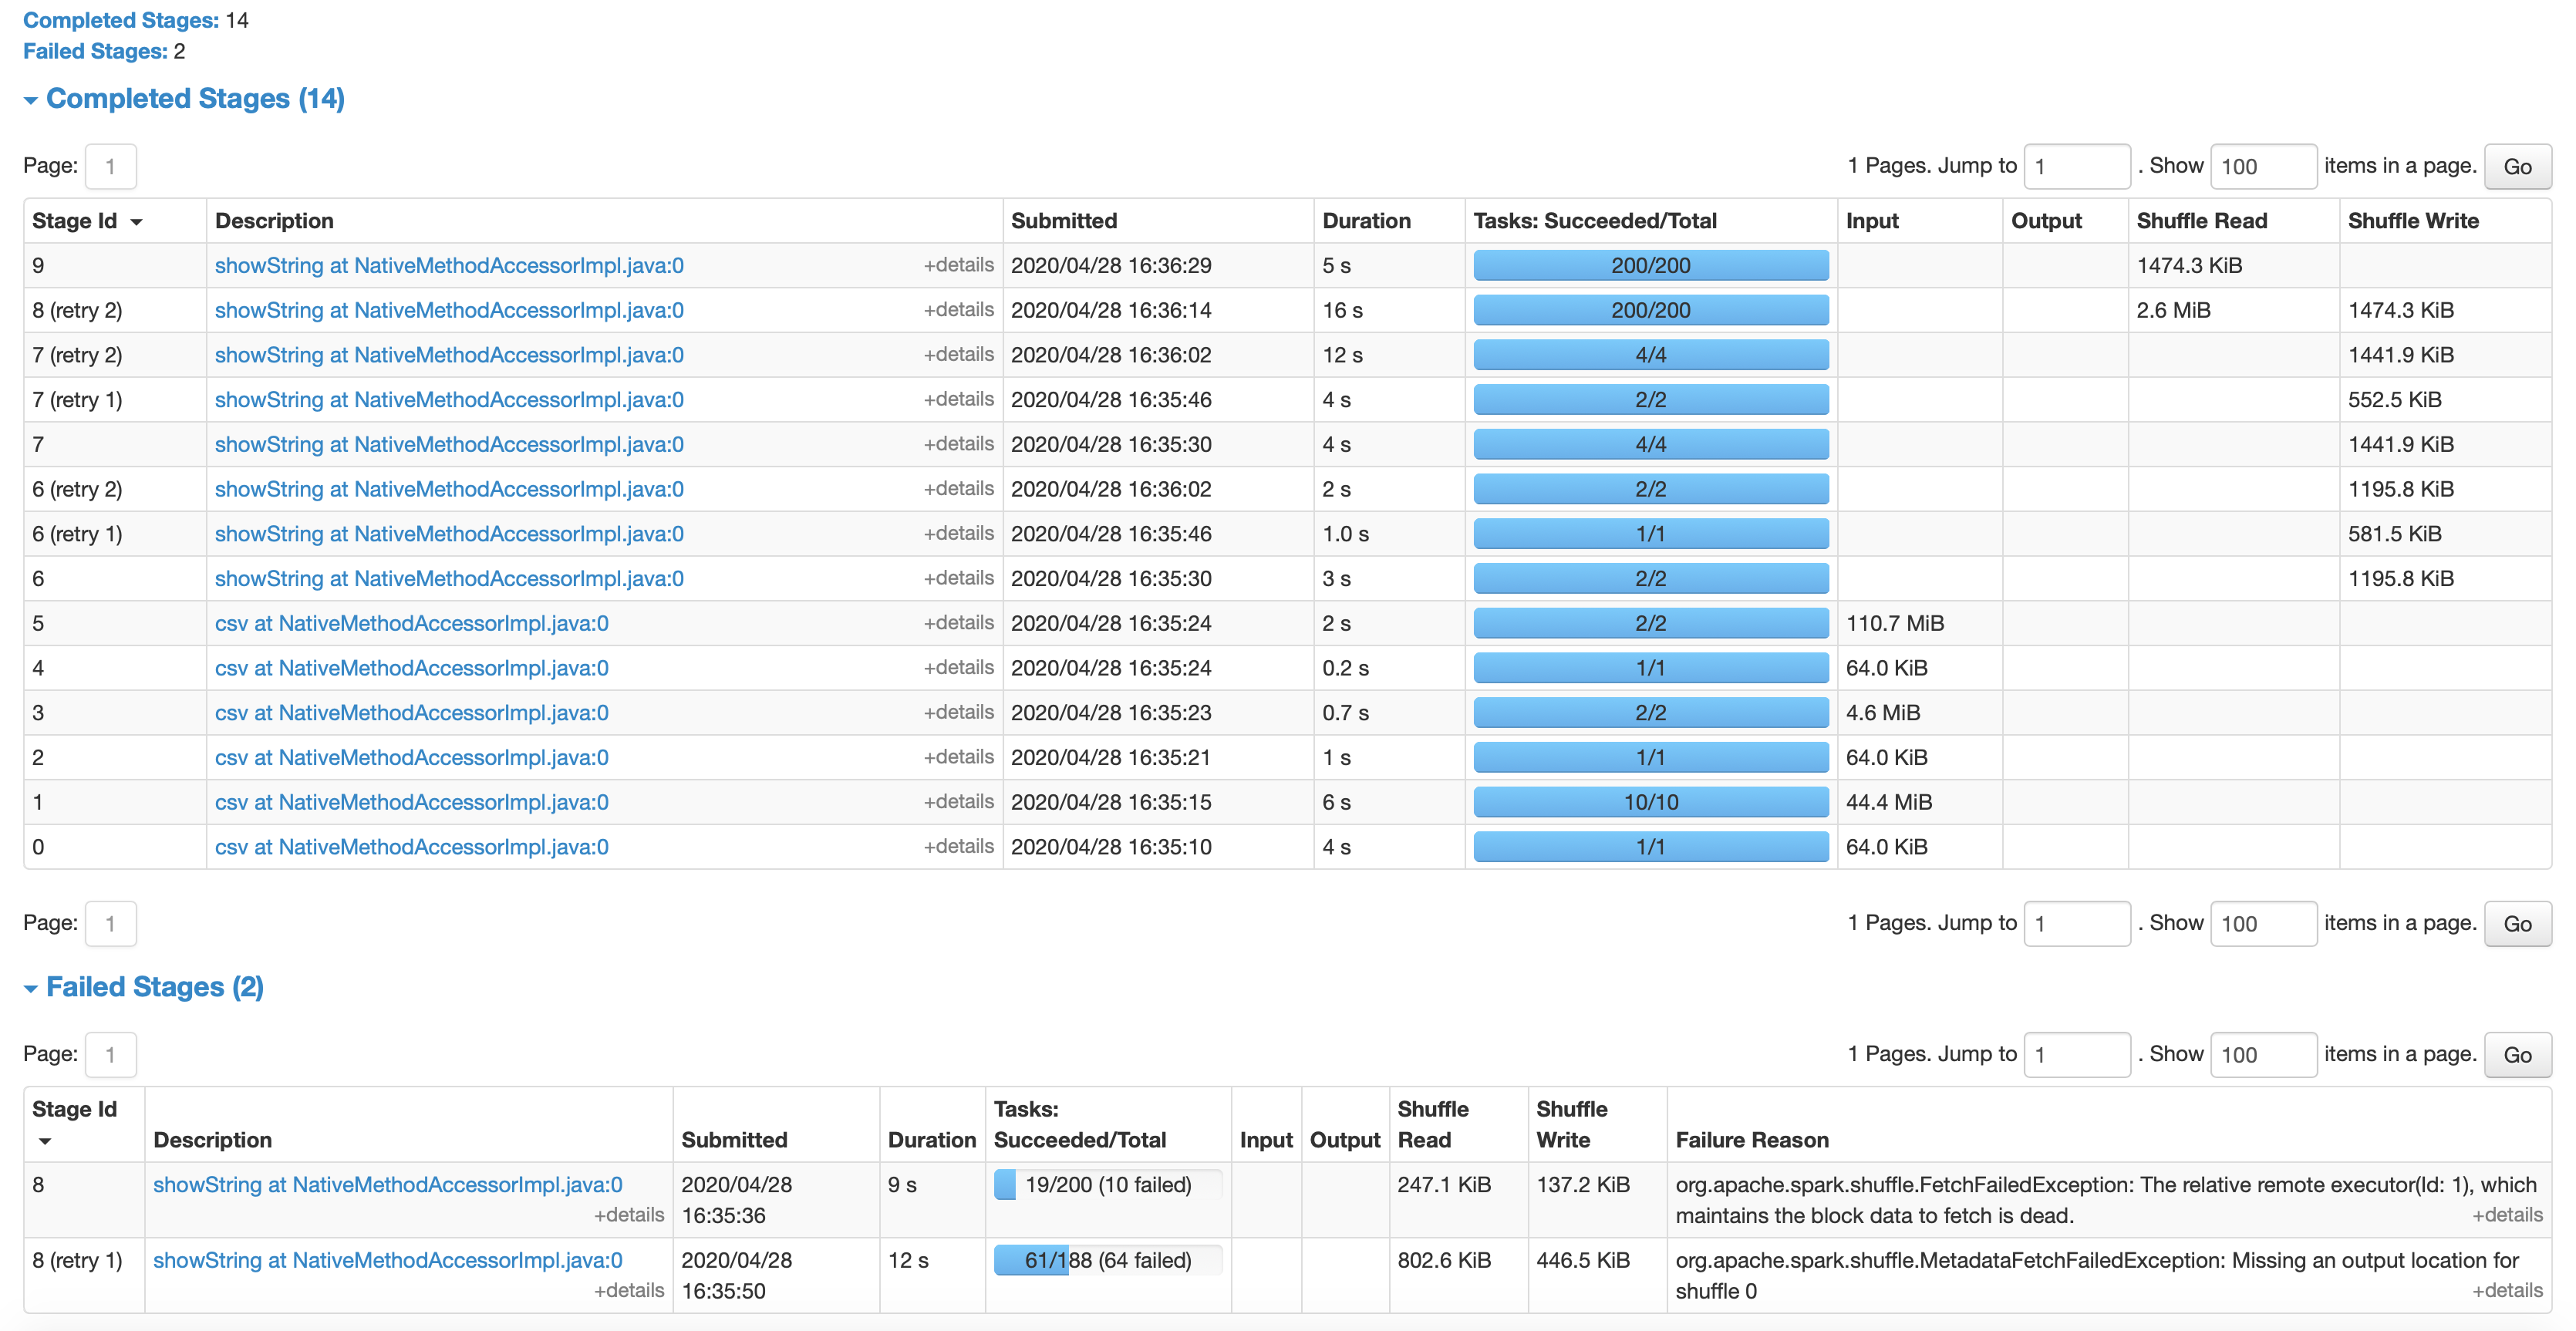 Completed Stages: 14
Failed Stages: 2
Completed Stages (14)
Page: 1 1 Pages. Jump to 1 . Show 100 items in a page. Go
Stage Id Description Submitted Duration Tasks: Succeeded/Total Input Output Shuffle Read Shuffle Write
9 showString at NativeMethodAccessorImpl.java:0 +details 2020/04/28 16:36:29 5 s 200/200 1474.3 KiB
8 (retry 2) showString at NativeMethodAccessorImpl.java:0 +details 2020/04/28 16:36:14 16 s 200/200 2.6 MiB 1474.3 KiB
7 (retry 2) showString at NativeMethodAccessorImpl.java:0 +details 2020/04/28 16:36:02 12 s 4/4 1441.9 KiB
7 (retry 1) showString at NativeMethodAccessorImpl.java:0 +details 2020/04/28 16:35:46 4 s 2/2 552.5 KiB
7 showString at NativeMethodAccessorImpl.java:0 +details 2020/04/28 16:35:30 4 s 4/4 1441.9 KiB
6 (retry 2) showString at NativeMethodAccessorImpl.java:0 +details 2020/04/28 16:36:02 2 s 2/2 1195.8 KiB
6 (retry 1) showString at NativeMethodAccessorImpl.java:0 +details 2020/04/28 16:35:46 1.0 s 1/1 581.5 KiB
6 showString at NativeMethodAccessorImpl.java:0 +details 2020/04/28 16:35:30 3 s 2/2 1195.8 KiB
5 csv at NativeMethodAccessorImpl.java:0 +details 2020/04/28 16:35:24 2 s 2/2 110.7 MiB
4 csv at NativeMethodAccessorImpl.java:0 +details 2020/04/28 16:35:24 0.2 s 1/1 64.0 KiB
3 csv at NativeMethodAccessorImpl.java:0 +details 2020/04/28 16:35:23 0.7 s 2/2 4.6 MiB
2 csv at NativeMethodAccessorImpl.java:0 +details 2020/04/28 16:35:21 1 s 1/1 64.0 KiB
1 csv at NativeMethodAccessorImpl.java:0 +details 2020/04/28 16:35:15 6 s 10/10 44.4 MiB
0 csv at NativeMethodAccessorImpl.java:0 +details 2020/04/28 16:35:10 4 s 1/1 64.0 KiB
Page: 1 1 Pages. Jump to 1 . Show 100 items in a page. Go
Failed Stages (2)
Page: 1 1 Pages. Jump to 1 . Show 100 items in a page. Go
Stage Id Tasks: Shuffle Shuffle
Description Submitted Duration Succeeded/Total Input Output Read Write Failure Reason
8 showString at NativeMethodAccessorImpl.java:0 2020/04/28 9 s 19/200 (10 failed) 247.1 KiB 137.2 KiB org.apache.spark.shuffle.FetchFailedException: The relative remote executor(Id: 1), which
+details 16:35:36 maintains the block data to fetch is dead. +details
8 (retry 1) showString at NativeMethodAccessorImpl.java:0 2020/04/28 12 s 61/188 (64 failed) 802.6 KiB 446.5 KiB org.apache.spark.shuffle.MetadataFetchFailedException: Missing an output location for
+details 16:35:50 shuffle 0 +details